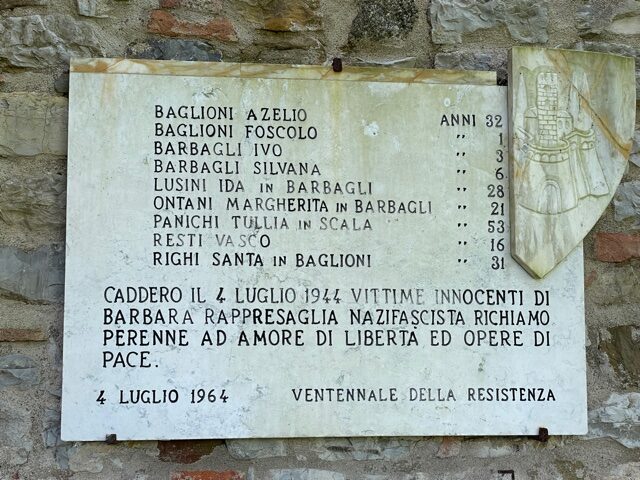 BAGLIONI AZELIO ANNI 32
BAGLIONI FOSCOLO " 1
BARBAGLI IVO " 3
BARBAGLI SILVANA " 6
LUSINI IDA IN BARBAGLI " 28
ONTANI MARGHERITA IN BARBAGLI " 21
PANICHI TULLIA IN SCALA " 53
RESTI VASCO " 16
RIGHI SANTA IN BAGLIONI " 31
CADDERO IL 4 LUGLIO 1944 VITTIME INNOCENTI DI
BARBARA RAPPRESAGLIA NAZIFASCISTA RICHIAMO
PERENNE AD AMORE DI LIBERTÀ ED OPERE DI
PACE.
4 LUGLIO 1964 VENTENNALE DELLA RESISTENZA